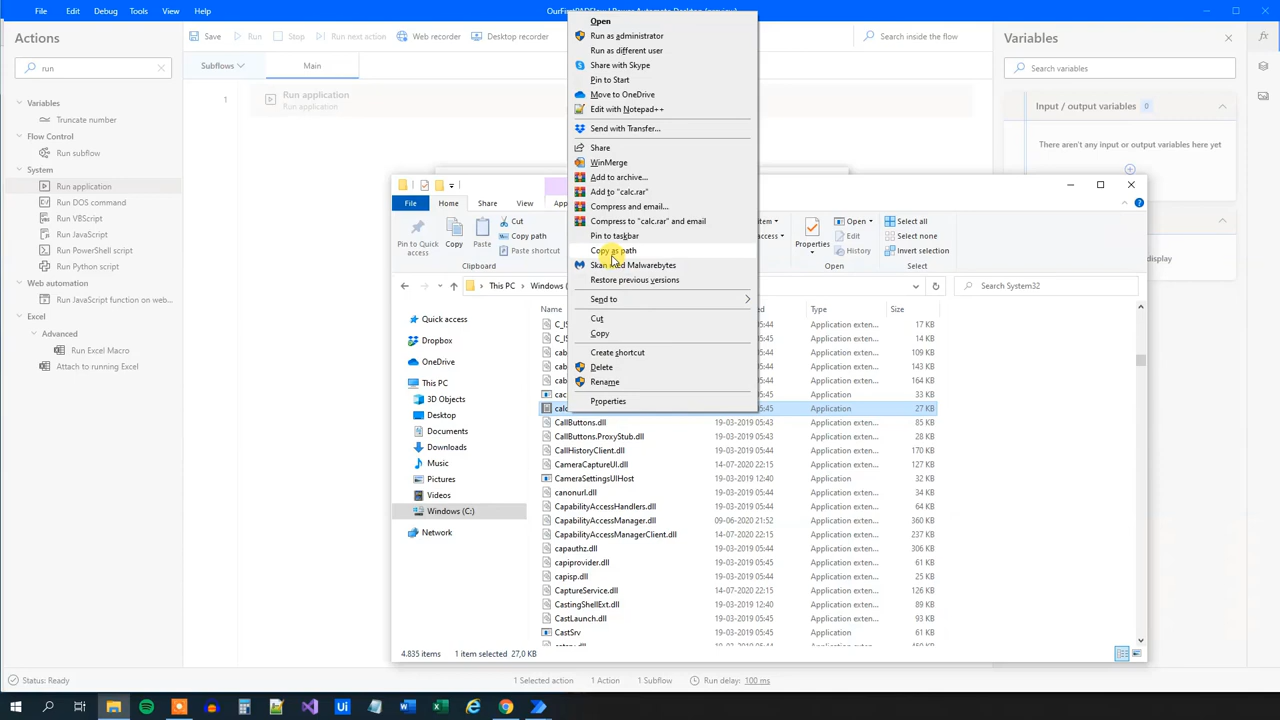 File Edit Debug Tools View Help
Actions
run
Variables
Truncate number
Flow Control
Run subflow
System
Run application
Run DOS command
Run VBScript
Run JavaScript
Run PowerShell script
Run Python script
Web automation
Run JavaScript function on web...
Excel
Advanced
Run Excel Macro
Attach to running Excel
Save Run Stop Run next action Web recorder Desktop recorder Search inside the flow
Subflows Main
1 Run application
Run application
Variables
Search variables
Input / output variables 0
There aren't any input or output variables here yet
display
Open
Run as administrator
Run as different user
Share with Skype
Pin to Start
Move to OneDrive
Edit with Notepad++
Send with Transfer...
Share
WinMerge
Add to archive...
Add to "calc.rar"
Compress and email...
Compress to "calc.rar" and email
Pin to taskbar
Copy as path
Restore previous versions
Send to
Cut
Copy
Create shortcut
Delete
Rename
Properties
File Home Share View
Pin to Quick access
Copy
Paste
Cut
Copy path
Paste shortcut
Clipboard
Properties
Open
Edit
History
Open
Select all
Select none
Invert selection
Select
This PC Windows ( Search System32
Quick access
Dropbox
OneDrive
This PC
3D Objects
Desktop
Documents
Downloads
Music
Pictures
Videos
Windows (C:)
Network
Name Type Size
Application exten... 17 KB
Application exten... 14 KB
Application exten... 109 KB
Application exten... 143 KB
Application exten... 164 KB
Application 33 KB
Application 27 KB
CallButtons.dll 19-03-2019 05:43 Application exten... 85 KB
CallButtons.ProxyStub.dll 19-03-2019 05:43 Application exten... 28 KB
CallHistoryClient.dll 19-03-2019 05:44 Application exten... 170 KB
CameraCaptureUI.dll 14-07-2020 22:15 Application exten... 127 KB
CameraSettingsUIHost 19-03-2019 05:44 Application 32 KB
canonurl.dll 19-03-2019 05:44 Application exten... 34 KB
CapabilityAccessHandlers.dll 19-03-2019 05:44 Application exten... 64 KB
CapabilityAccessManager.dll 09-06-2020 21:52 Application exten... 360 KB
CapabilityAccessManagerClient.dll 14-07-2020 22:15 Application exten... 237 KB
capauthz.dll 19-03-2019 05:44 Application exten... 306 KB
capiprovider.dll 19-03-2019 05:44 Application exten... 61 KB
capisp.dll 19-03-2019 05:44 Application exten... 25 KB
CaptureService.dll 14-07-2020 22:15 Application exten... 126 KB
CastingShellExt.dll 19-03-2019 12:40 Application exten... 89 KB
CastLaunch.dll 19-03-2019 05:44 Application exten... 93 KB
CastSrv 19-03-2019 05:45 Application 61 KB
4.835 items 1 item selected 27,0 KB
Status: Ready 1 Selected action 1 Action 1 Subflow Run delay: 100 ms